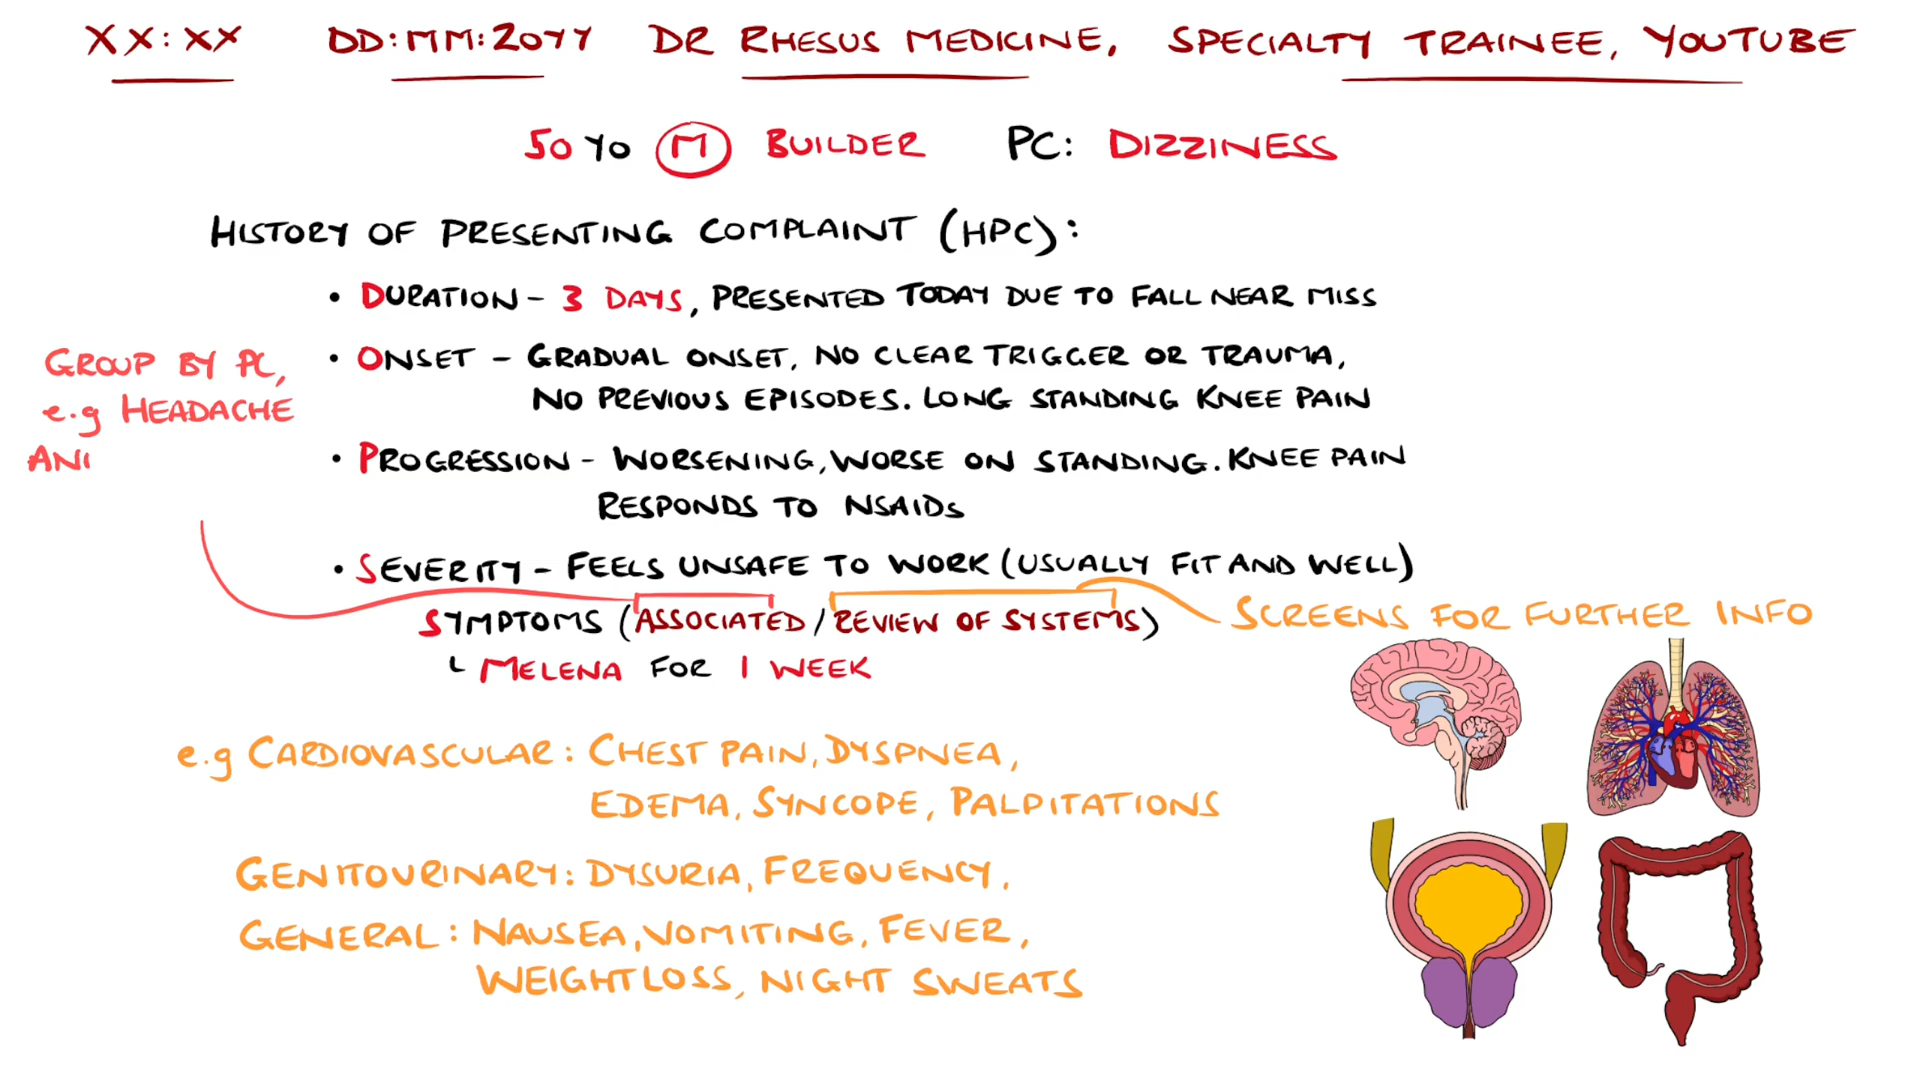 XX:XX DD:MM:20YY DR RHESUS MEDICINE, SPECIALTY TRAINEE, YOUTUBE
50 YO M BUILDER PC: DIZZINESS
HISTORY OF PRESENTING COMPLAINT (HPC):
• DURATION - 3 DAYS, PRESENTED TODAY DUE TO FALL NEAR MISS
• ONSET - GRADUAL ONSET, NO CLEAR TRIGGER OR TRAUMA,
NO PREVIOUS EPISODES. LONG STANDING KNEE PAIN
GROUP BY PC,
e.g HEADACHE
AN
• PROGRESSION - WORSENING, WORSE ON STANDING. KNEE PAIN
RESPONDS TO NSAIDs
• SEVERITY - FEELS UNSAFE TO WORK (USUALLY FIT AND WELL)
SYMPTOMS (ASSOCIATED / REVIEW OF SYSTEMS)
SCREENS FOR FURTHER INFO
└ MELENA FOR 1 WEEK
e.g CARDIOVASCULAR: CHEST PAIN, DYSPNEA,
EDEMA, SYNCOPE, PALPITATIONS
GENITOURINARY: DYSURIA, FREQUENCY,
GENERAL: NAUSEA, VOMITING, FEVER,
WEIGHTLOSS, NIGHT SWEATS